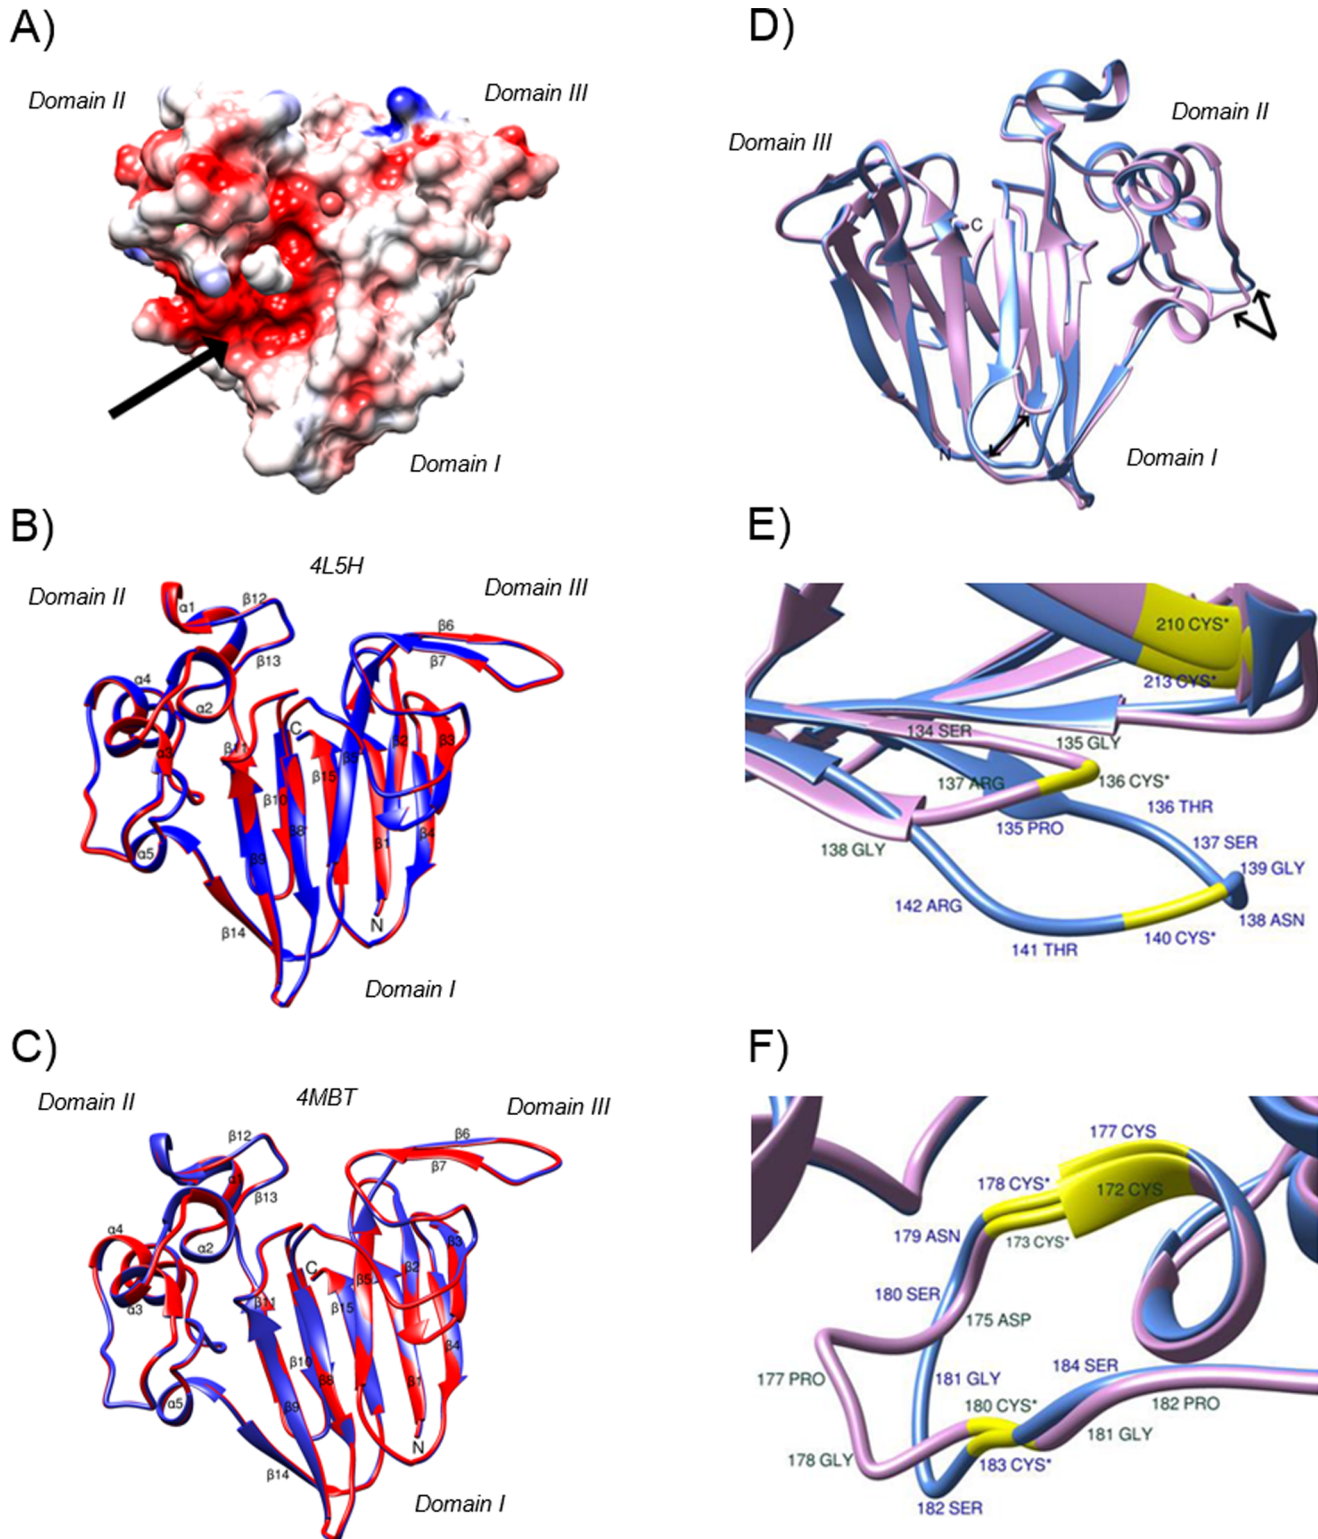 A)
Domain II
Domain III
Domain I
B)
4L5H
Domain II
Domain III
α1
β12
β6
β7
β13
α4
α2
α3
β11
C
β15
β5
β2
β3
β10
β8
β9
β1
β4
α5
N
β14
Domain I
C)
4MBT
Domain II
Domain III
β12
β6
β7
β13
α4
α2
α3
β11
C
β15
β5
β2
β3
β10
β8
β9
β1
β4
α5
N
β14
Domain I
D)
Domain II
Domain III
C
N
Domain I
E)
210 CYS*
213 CYS*
134 SER
135 GLY
137 ARG
136 CYS*
136 THR
135 PRO
138 GLY
137 SER
139 GLY
142 ARG
138 ASN
140 CYS*
141 THR
F)
177 CYS
178 CYS*
172 CYS
179 ASN
173 CYS*
180 SER
175 ASP
177 PRO
181 GLY
184 SER
180 CYS*
182 PRO
181 GLY
178 GLY
183 CYS*
182 SER